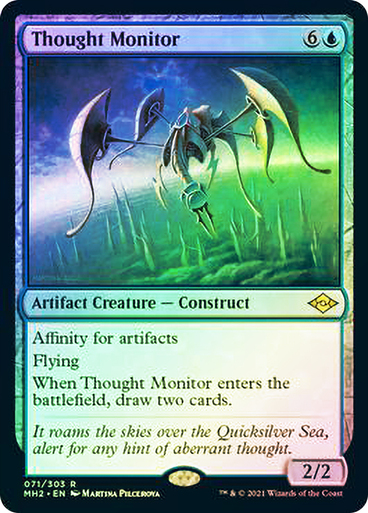 Thought Monitor 6
Artifact Creature — Construct
Affinity for artifacts
Flying
When Thought Monitor enters the
battlefield, draw two cards.
It roams the skies over the Quicksilver Sea,
alert for any hint of aberrant thought.
2/2
071/303 R
MH2 • EN Martina Pilcerova
™ & © 2021 Wizards of the Coast